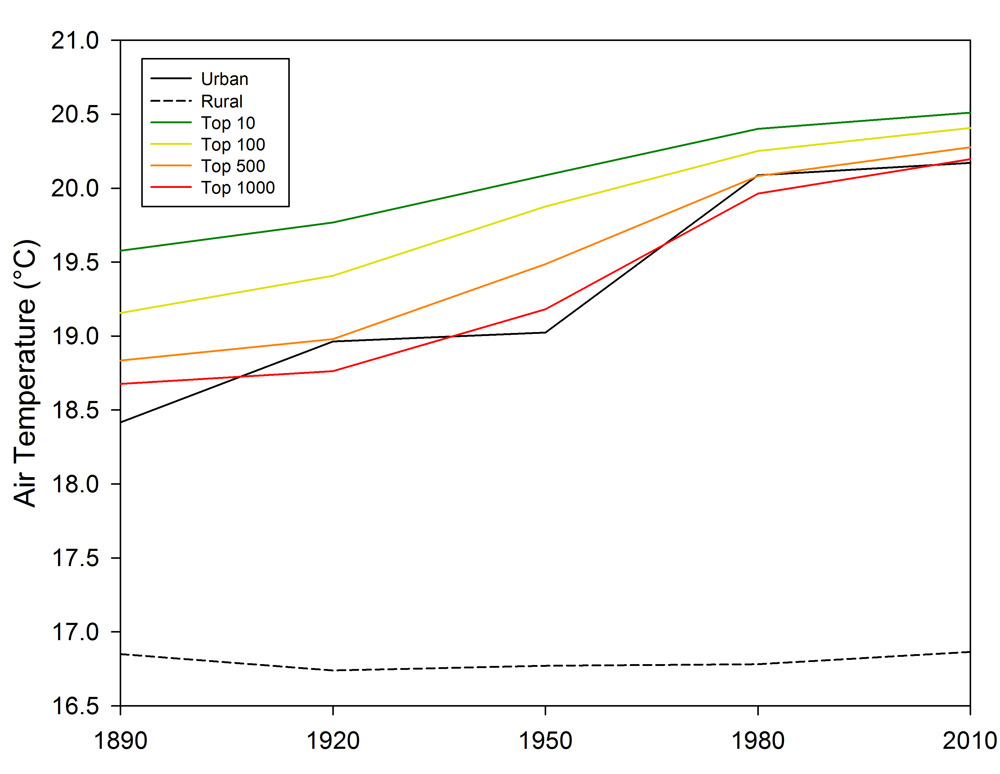 21.0
20.5
20.0
19.5
19.0
18.5
18.0
17.5
17.0
16.5
Air Temperature (°C)
Urban
Rural
Top 10
Top 100
Top 500
Top 1000
1890 1920 1950 1980 2010